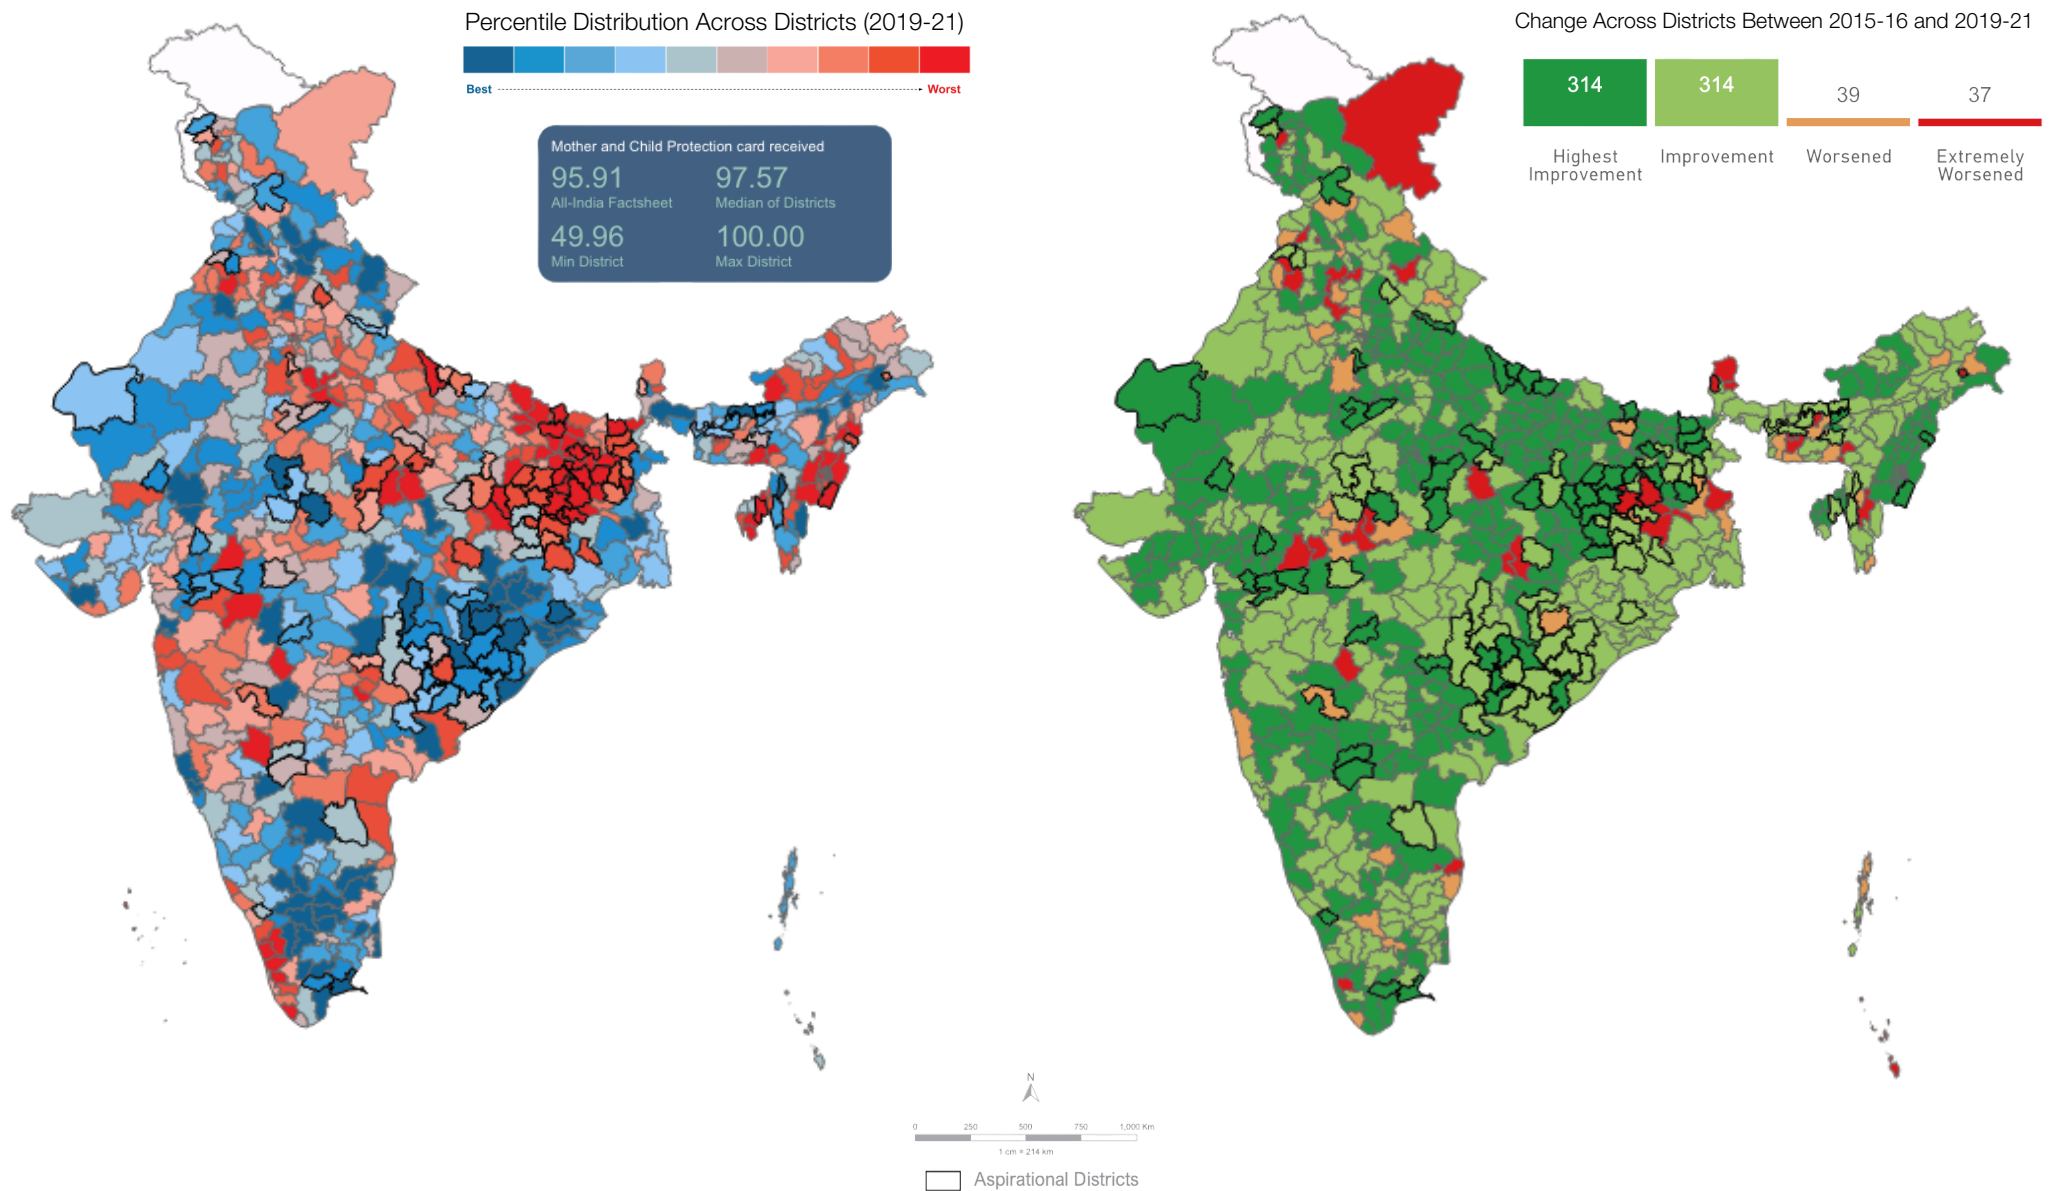 Percentile Distribution Across Districts (2019-21)
Best
Worst
Mother and Child Protection card received
95.91
97.57
All-India Factsheet
Median of Districts
49.96
100.00
Min District
Max District
Change Across Districts Between 2015-16 and 2019-21
314
314
39
37
Highest
Improvement
Improvement
Worsened
Extremely
Worsened
N
0 250 500 750 1,000 Km
1 cm = 214 km
Aspirational Districts